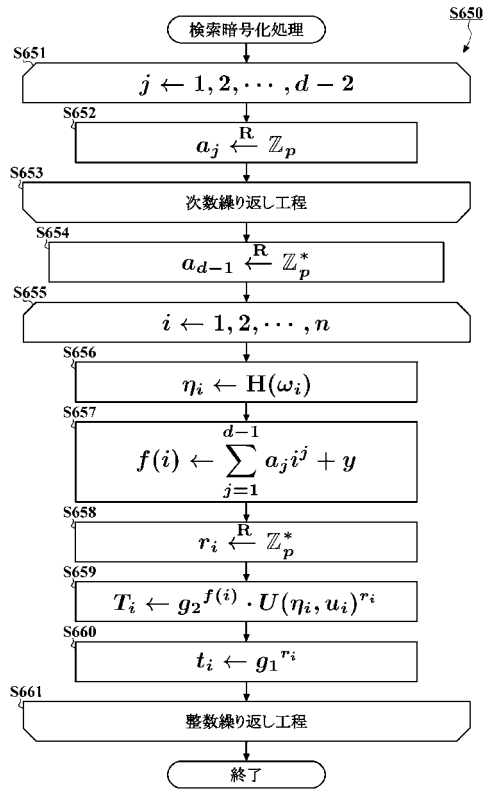 検索暗号化処理
S650
S651
j ← 1, 2, ⋯, d − 2
S652
a_j ←R ℤ_p
S653
次数繰り返し工程
S654
a_{d−1} ←R ℤ_p^*
S655
i ← 1, 2, ⋯, n
S656
η_i ← H(ω_i)
S657
f(i) ← ∑_{j=1}^{d−1} a_j i^j + y
S658
r_i ←R ℤ_p^*
S659
T_i ← g_2^{f(i)} · U(η_i, u_i)^{r_i}
S660
t_i ← g_1^{r_i}
S661
整数繰り返し工程
終了